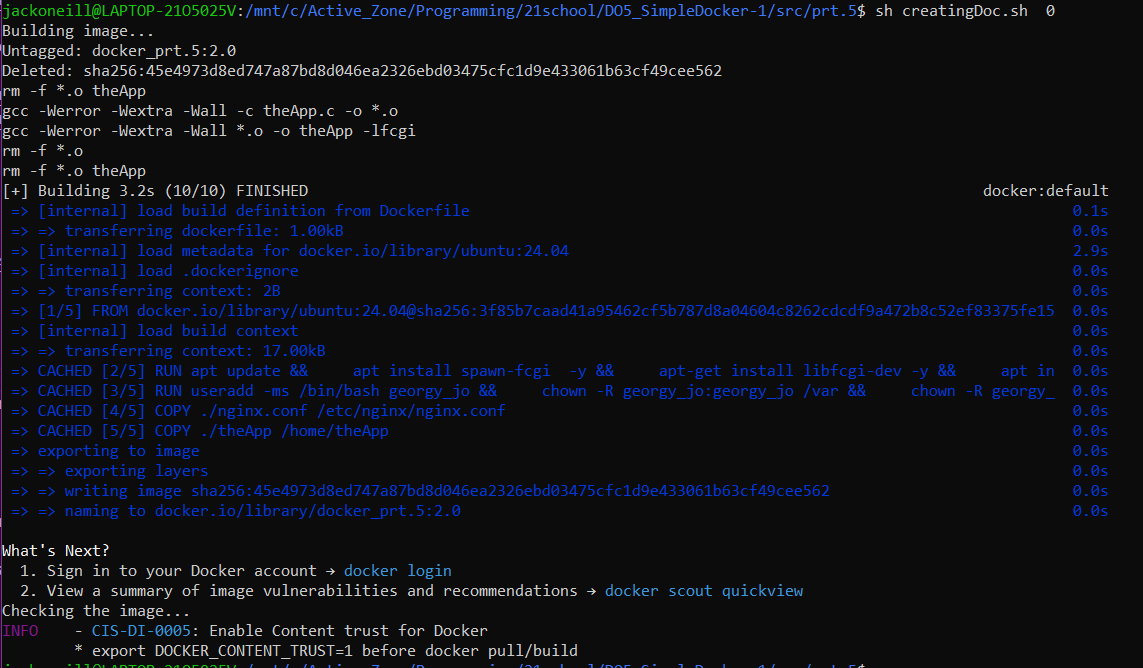 jackoneill@LAPTOP-21O5025V:/mnt/c/Active_Zone/Programming/21school/DO5_SimpleDocker-1/src/prt.5$ sh creatingDoc.sh  0
Building image...
Untagged: docker_prt.5:2.0
Deleted: sha256:45e4973d8ed747a87bd8d046ea2326ebd03475cfc1d9e433061b63cf49cee562
rm -f *.o theApp
gcc -Werror -Wextra -Wall -c theApp.c -o *.o
gcc -Werror -Wextra -Wall *.o -o theApp -lfcgi
rm -f *.o
rm -f *.o theApp
[+] Building 3.2s (10/10) FINISHED docker:default
=> [internal] load build definition from Dockerfile 0.1s
=> => transferring dockerfile: 1.00kB 0.0s
=> [internal] load metadata for docker.io/library/ubuntu:24.04 2.9s
=> [internal] load .dockerignore 0.0s
=> => transferring context: 2B 0.0s
=> [1/5] FROM docker.io/library/ubuntu:24.04@sha256:3f85b7caad41a95462cf5b787d8a04604c8262cdcdf9a472b8c52ef83375fe15 0.0s
=> [internal] load build context 0.0s
=> => transferring context: 17.00kB 0.0s
=> CACHED [2/5] RUN apt update &&     apt install spawn-fcgi  -y &&     apt-get install libfcgi-dev -y &&     apt in 0.0s
=> CACHED [3/5] RUN useradd -ms /bin/bash georgy_jo &&     chown -R georgy_jo:georgy_jo /var &&     chown -R georgy_ 0.0s
=> CACHED [4/5] COPY ./nginx.conf /etc/nginx/nginx.conf 0.0s
=> CACHED [5/5] COPY ./theApp /home/theApp 0.0s
=> exporting to image 0.0s
=> => exporting layers 0.0s
=> => writing image sha256:45e4973d8ed747a87bd8d046ea2326ebd03475cfc1d9e433061b63cf49cee562 0.0s
=> => naming to docker.io/library/docker_prt.5:2.0 0.0s
What's Next?
1. Sign in to your Docker account → docker login
2. View a summary of image vulnerabilities and recommendations → docker scout quickview
Checking the image...
INFO    - CIS-DI-0005: Enable Content trust for Docker
* export DOCKER_CONTENT_TRUST=1 before docker pull/build